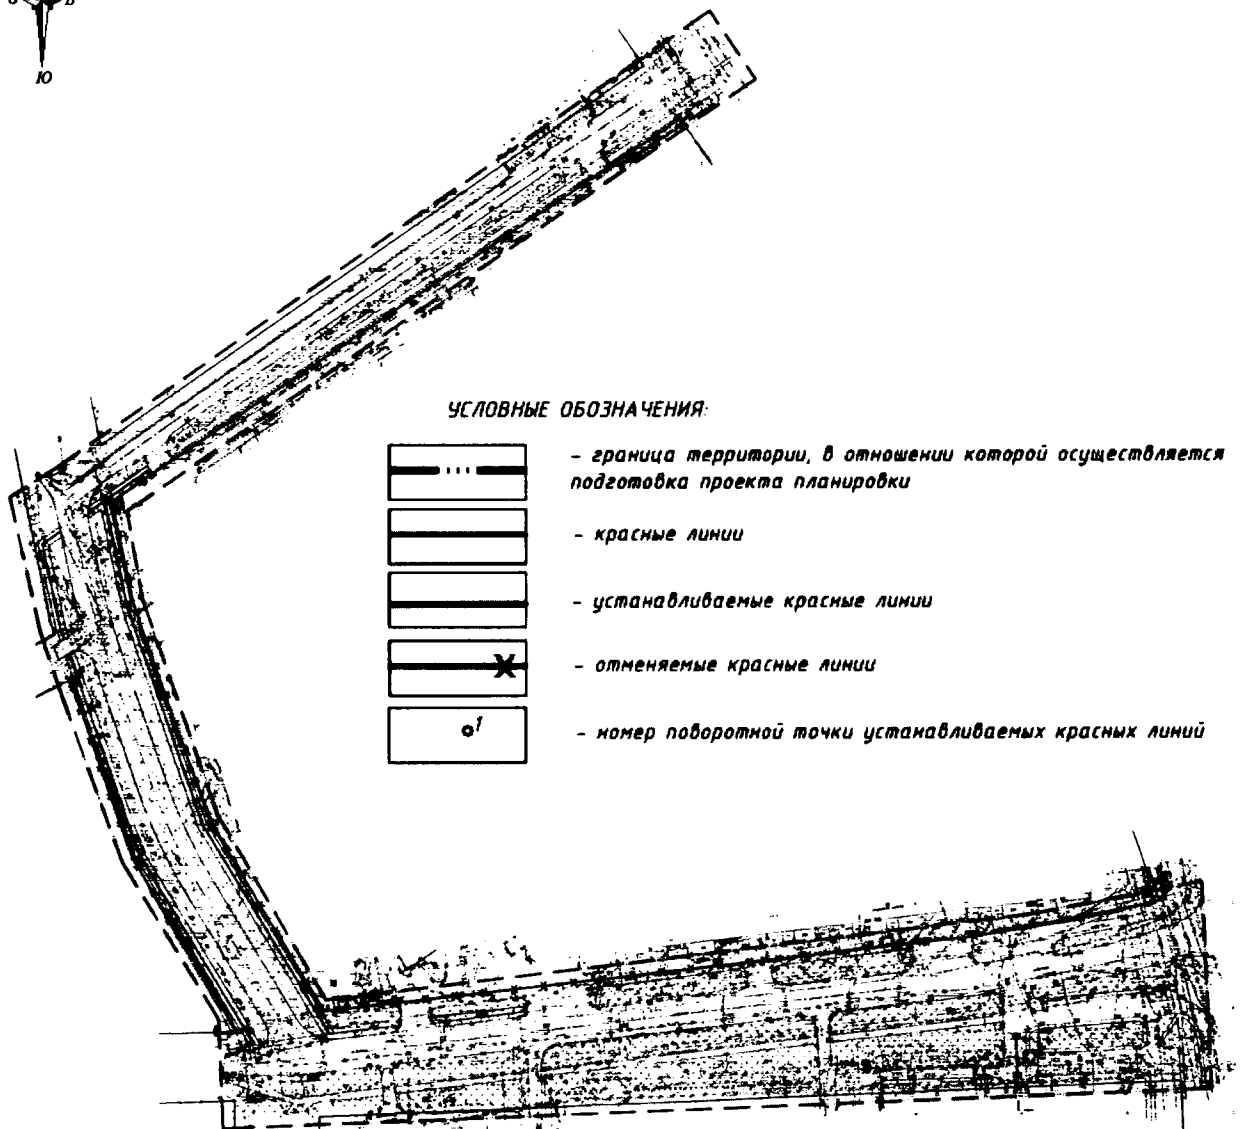 Ю
УСЛОВНЫЕ ОБОЗНАЧЕНИЯ:
- граница территории, в отношении которой осуществляется
подготовка проекта планировки
- красные линии
- устанавливаемые красные линии
- отменяемые красные линии
1
- номер поворотной точки устанавливаемых красных линий